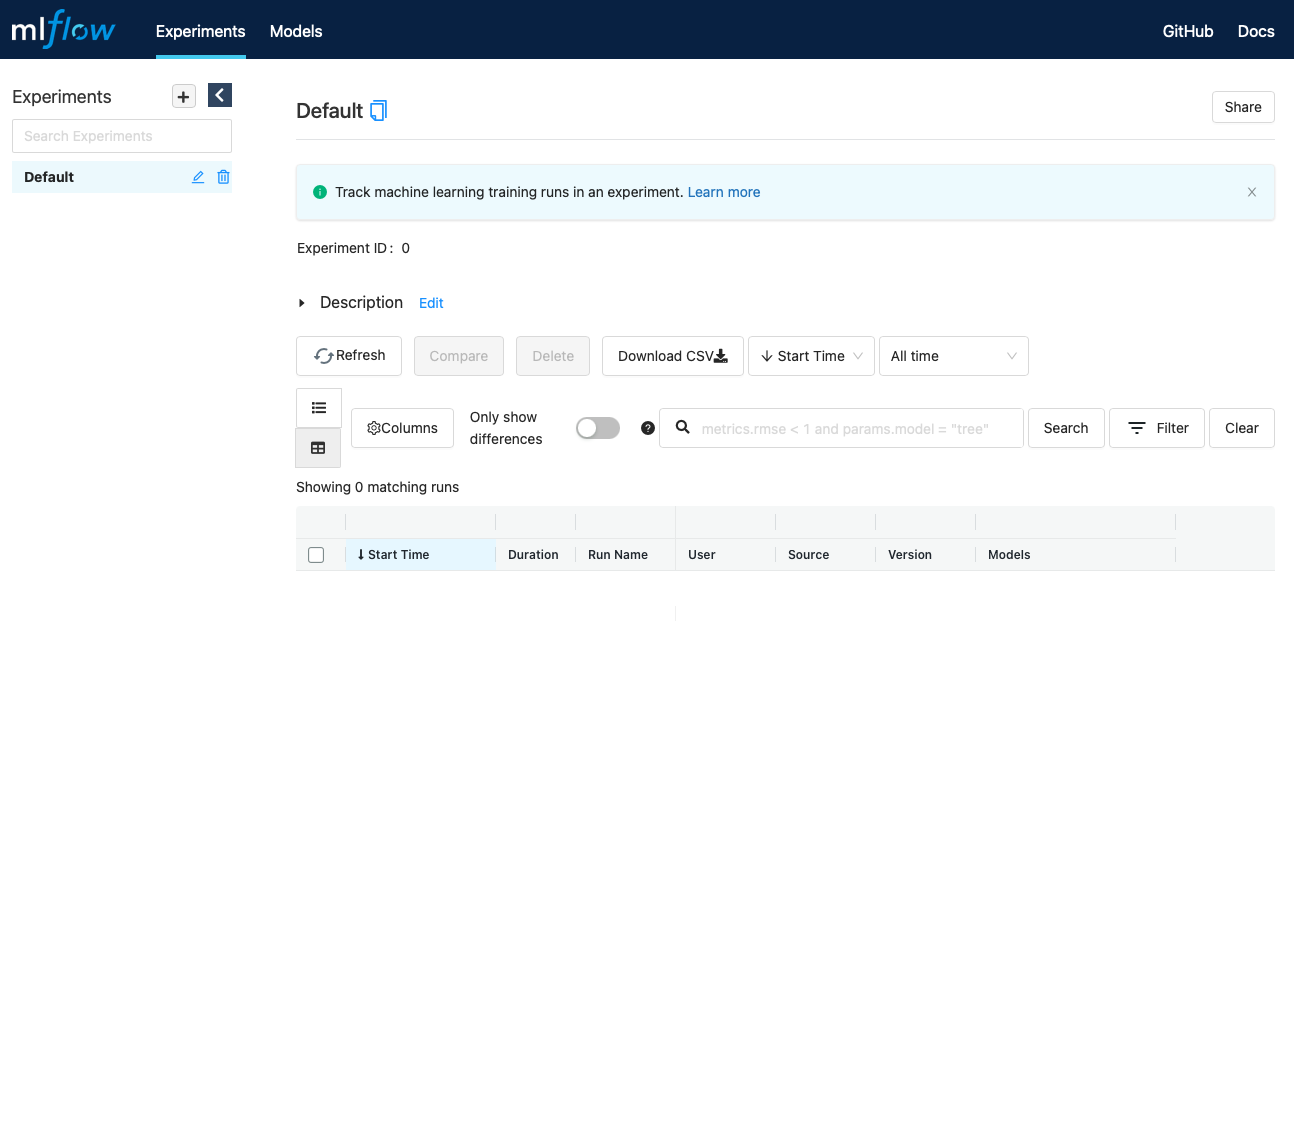 mlflow Experiments Models GitHub Docs
Experiments
Search Experiments
Default
Default
Share
Track machine learning training runs in an experiment. Learn more
Experiment ID: 0
Description Edit
Refresh Compare Delete Download CSV Start Time All time
Columns
Only show
differences
metrics.rmse < 1 and params.model = "tree"
Search Filter Clear
Showing 0 matching runs
Start Time Duration Run Name User Source Version Models